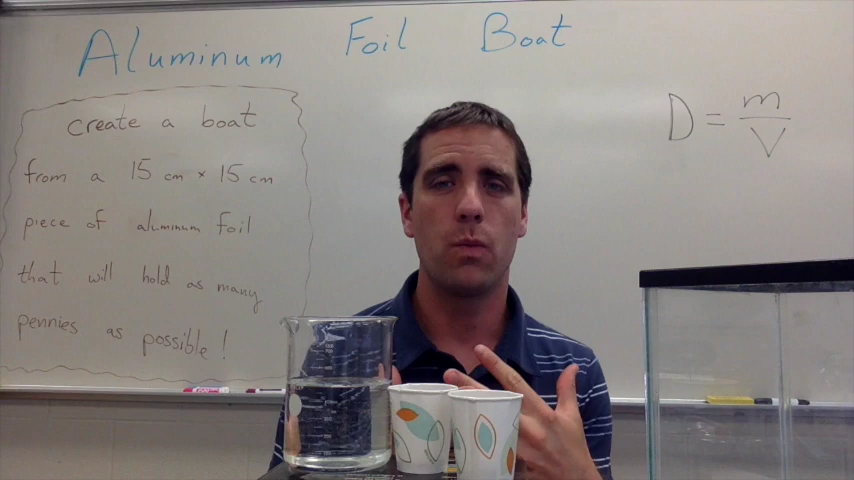 Aluminum Foil Boat
create a boat
from a 15 cm x 15 cm
piece of aluminum foil
that will hold as many
pennies as possible!
D = m
V